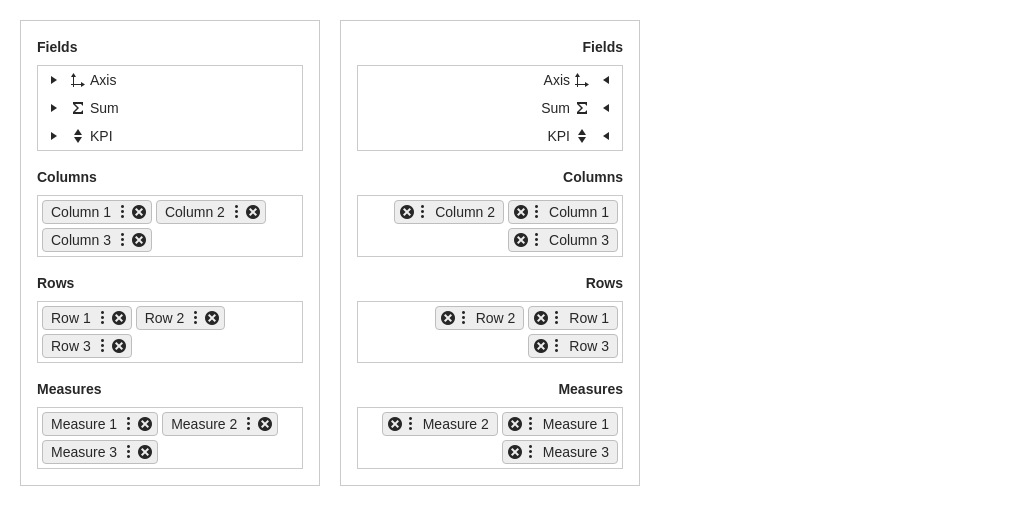 Fields
Axis
Sum
KPI
Columns
Column 1 Column 2
Column 3
Rows
Row 1 Row 2
Row 3
Measures
Measure 1 Measure 2
Measure 3
Fields
Axis
Sum
KPI
Columns
Column 2 Column 1
Column 3
Rows
Row 2 Row 1
Row 3
Measures
Measure 2 Measure 1
Measure 3